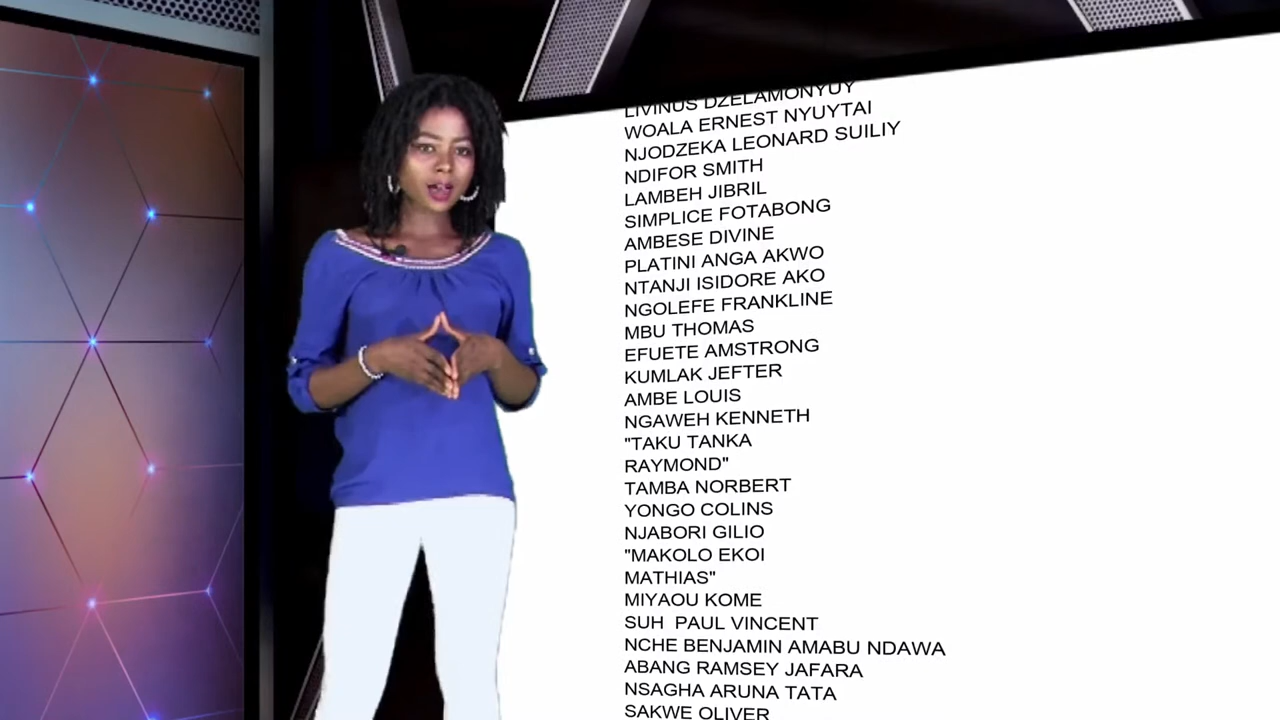 LIVINUS DZELAMONYUY
WOALA ERNEST NYUYTAI
NJODZEKA LEONARD SUILIY
NDIFOR SMITH
LAMBEH JIBRIL
SIMPLICE FOTABONG
AMBESE DIVINE
PLATINI ANGA AKWO
NTANJI ISIDORE AKO
NGOLEFE FRANKLINE
MBU THOMAS
EFUETE AMSTRONG
KUMLAK JEFTER
AMBE LOUIS
NGAWEH KENNETH
"TAKU TANKA
RAYMOND"
TAMBA NORBERT
YONGO COLINS
NJABORI GILIO
"MAKOLO EKOI
MATHIAS"
MIYAOU KOME
SUH  PAUL VINCENT
NCHE BENJAMIN AMABU NDAWA
ABANG RAMSEY JAFARA
NSAGHA ARUNA TATA
SAKWE OLIVER